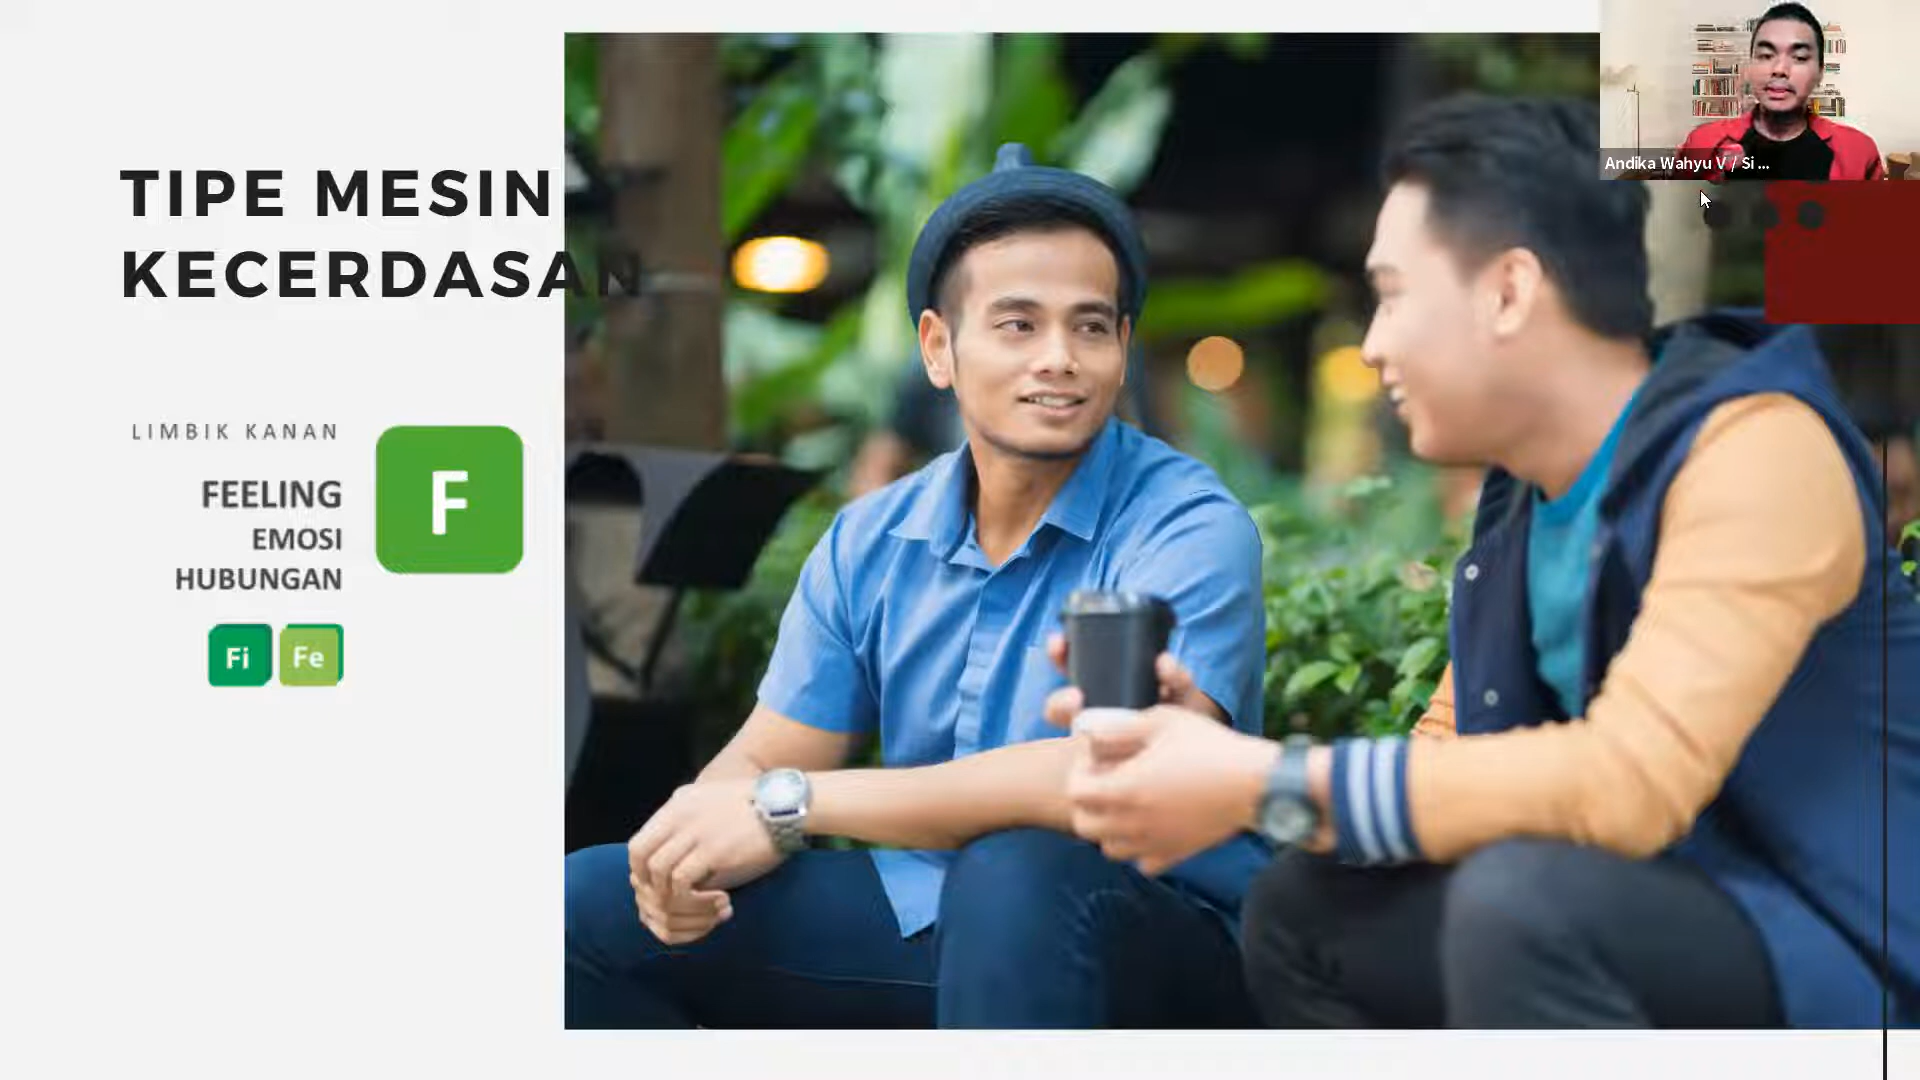 TIPE MESIN
KECERDASAN
LIMBIK KANAN
FEELING
EMOSI
HUBUNGAN
F
Fi Fe
Andika Wahyu V / Si ...